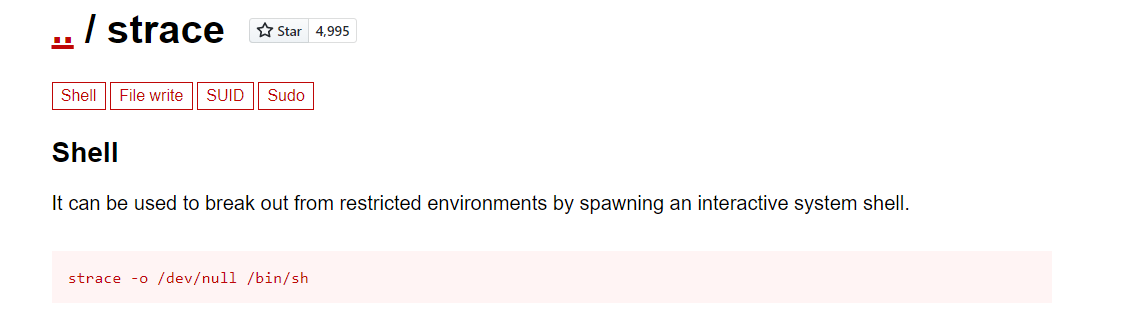 .. / strace Star 4,995
Shell File write SUID Sudo
Shell
It can be used to break out from restricted environments by spawning an interactive system shell.
strace -o /dev/null /bin/sh